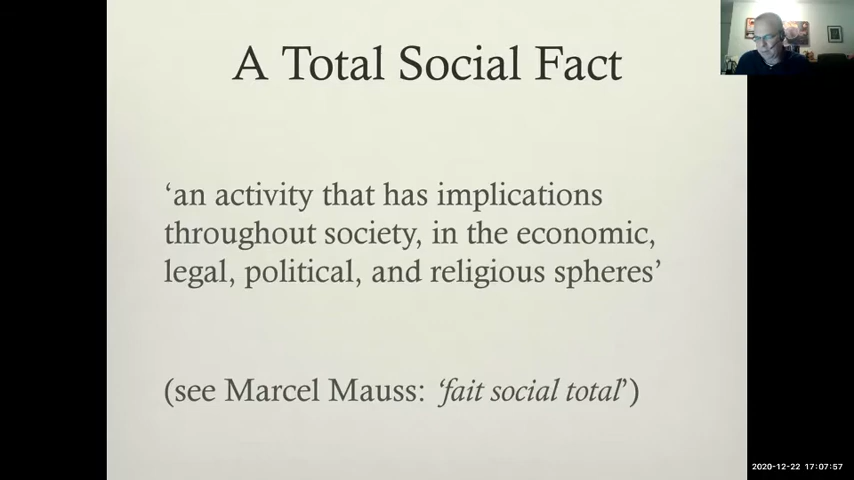 A Total Social Fact
‘an activity that has implications
throughout society, in the economic,
legal, political, and religious spheres’
(see Marcel Mauss: ‘fait social total’)
2020-12-22 17:07:57